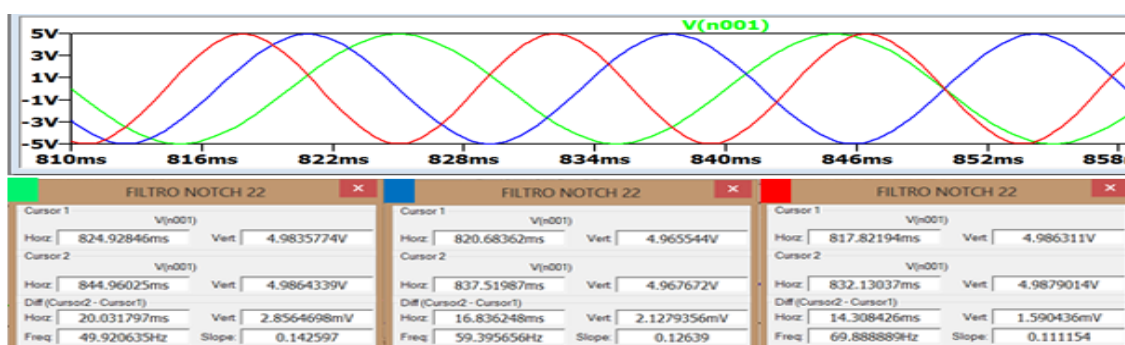 V(n001)
5V
3V
1V
-1V
-3V
-5V
810ms 816ms 822ms 828ms 834ms 840ms 846ms 852ms 858
FILTRO NOTCH 22
Cursor 1
V(n001)
Horz: 824.92846ms Vert: 4.9835774V
Cursor 2
V(n001)
Horz: 844.96025ms Vert: 4.9864339V
Diff (Cursor2 - Cursor1)
Horz: 20.031797ms Vert: 2.8564698mV
Freq: 49.920635Hz Slope: 0.142597
FILTRO NOTCH 22
Cursor 1
V(n001)
Horz: 820.68362ms Vert: 4.965544V
Cursor 2
V(n001)
Horz: 837.51987ms Vert: 4.967672V
Diff (Cursor2 - Cursor1)
Horz: 16.836248ms Vert: 2.1279356mV
Freq: 59.395656Hz Slope: 0.12639
FILTRO NOTCH 22
Cursor 1
V(n001)
Horz: 817.82194ms Vert: 4.986311V
Cursor 2
V(n001)
Horz: 832.13037ms Vert: 4.9879014V
Diff (Cursor2 - Cursor1)
Horz: 14.308426ms Vert: 1.590436mV
Freq: 69.888889Hz Slope: 0.111154